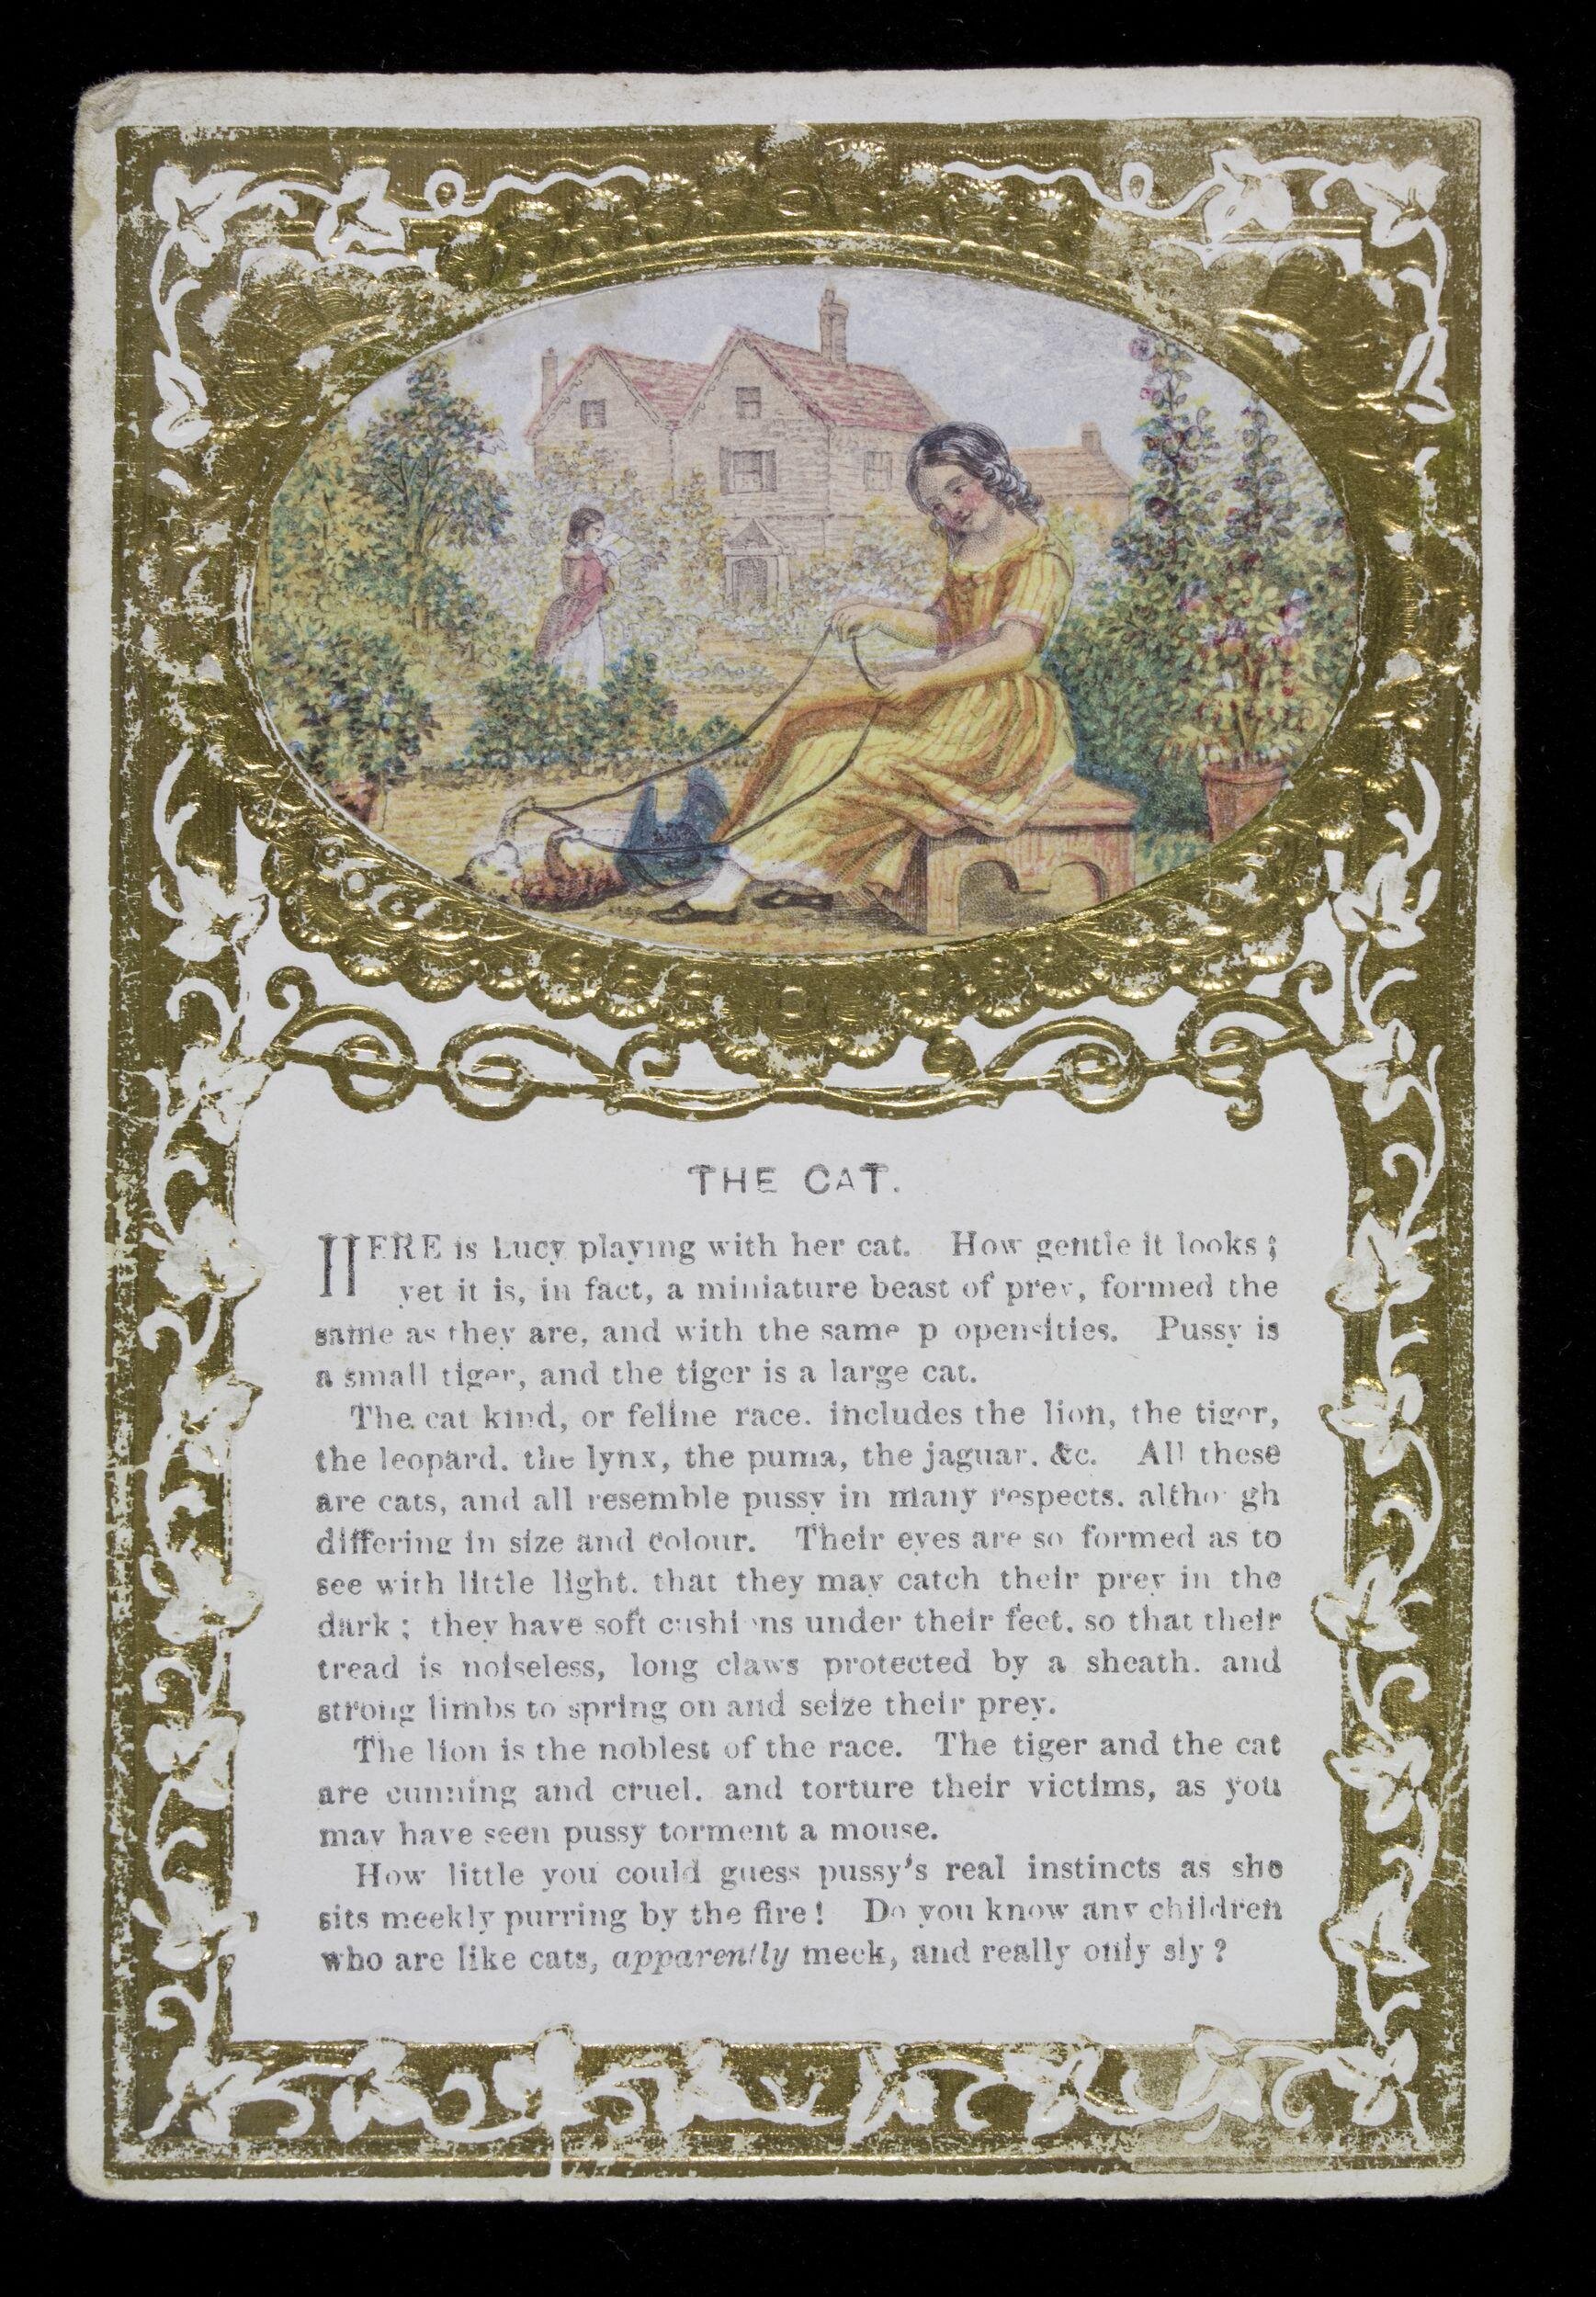 THE CAT.
HERE is Lucy playing with her cat. How gentle it looks;
yet it is, in fact, a miniature beast of prey, formed the
same as they are, and with the same propensities. Pussy is
a small tiger, and the tiger is a large cat.
The cat kind, or feline race, includes the lion, the tiger,
the leopard, the lynx, the puma, the jaguar, &c. All these
are cats, and all resemble pussy in many respects, although
differing in size and colour. Their eyes are so formed as to
see with little light, that they may catch their prey in the
dark; they have soft cushions under their feet, so that their
tread is noiseless, long claws protected by a sheath, and
strong limbs to spring on and seize their prey.
The lion is the noblest of the race. The tiger and the cat
are cunning and cruel, and torture their victims, as you
may have seen pussy torment a mouse.
How little you could guess pussy's real instincts as she
sits meekly purring by the fire! Do you know any children
who are like cats, apparently meek, and really only sly?